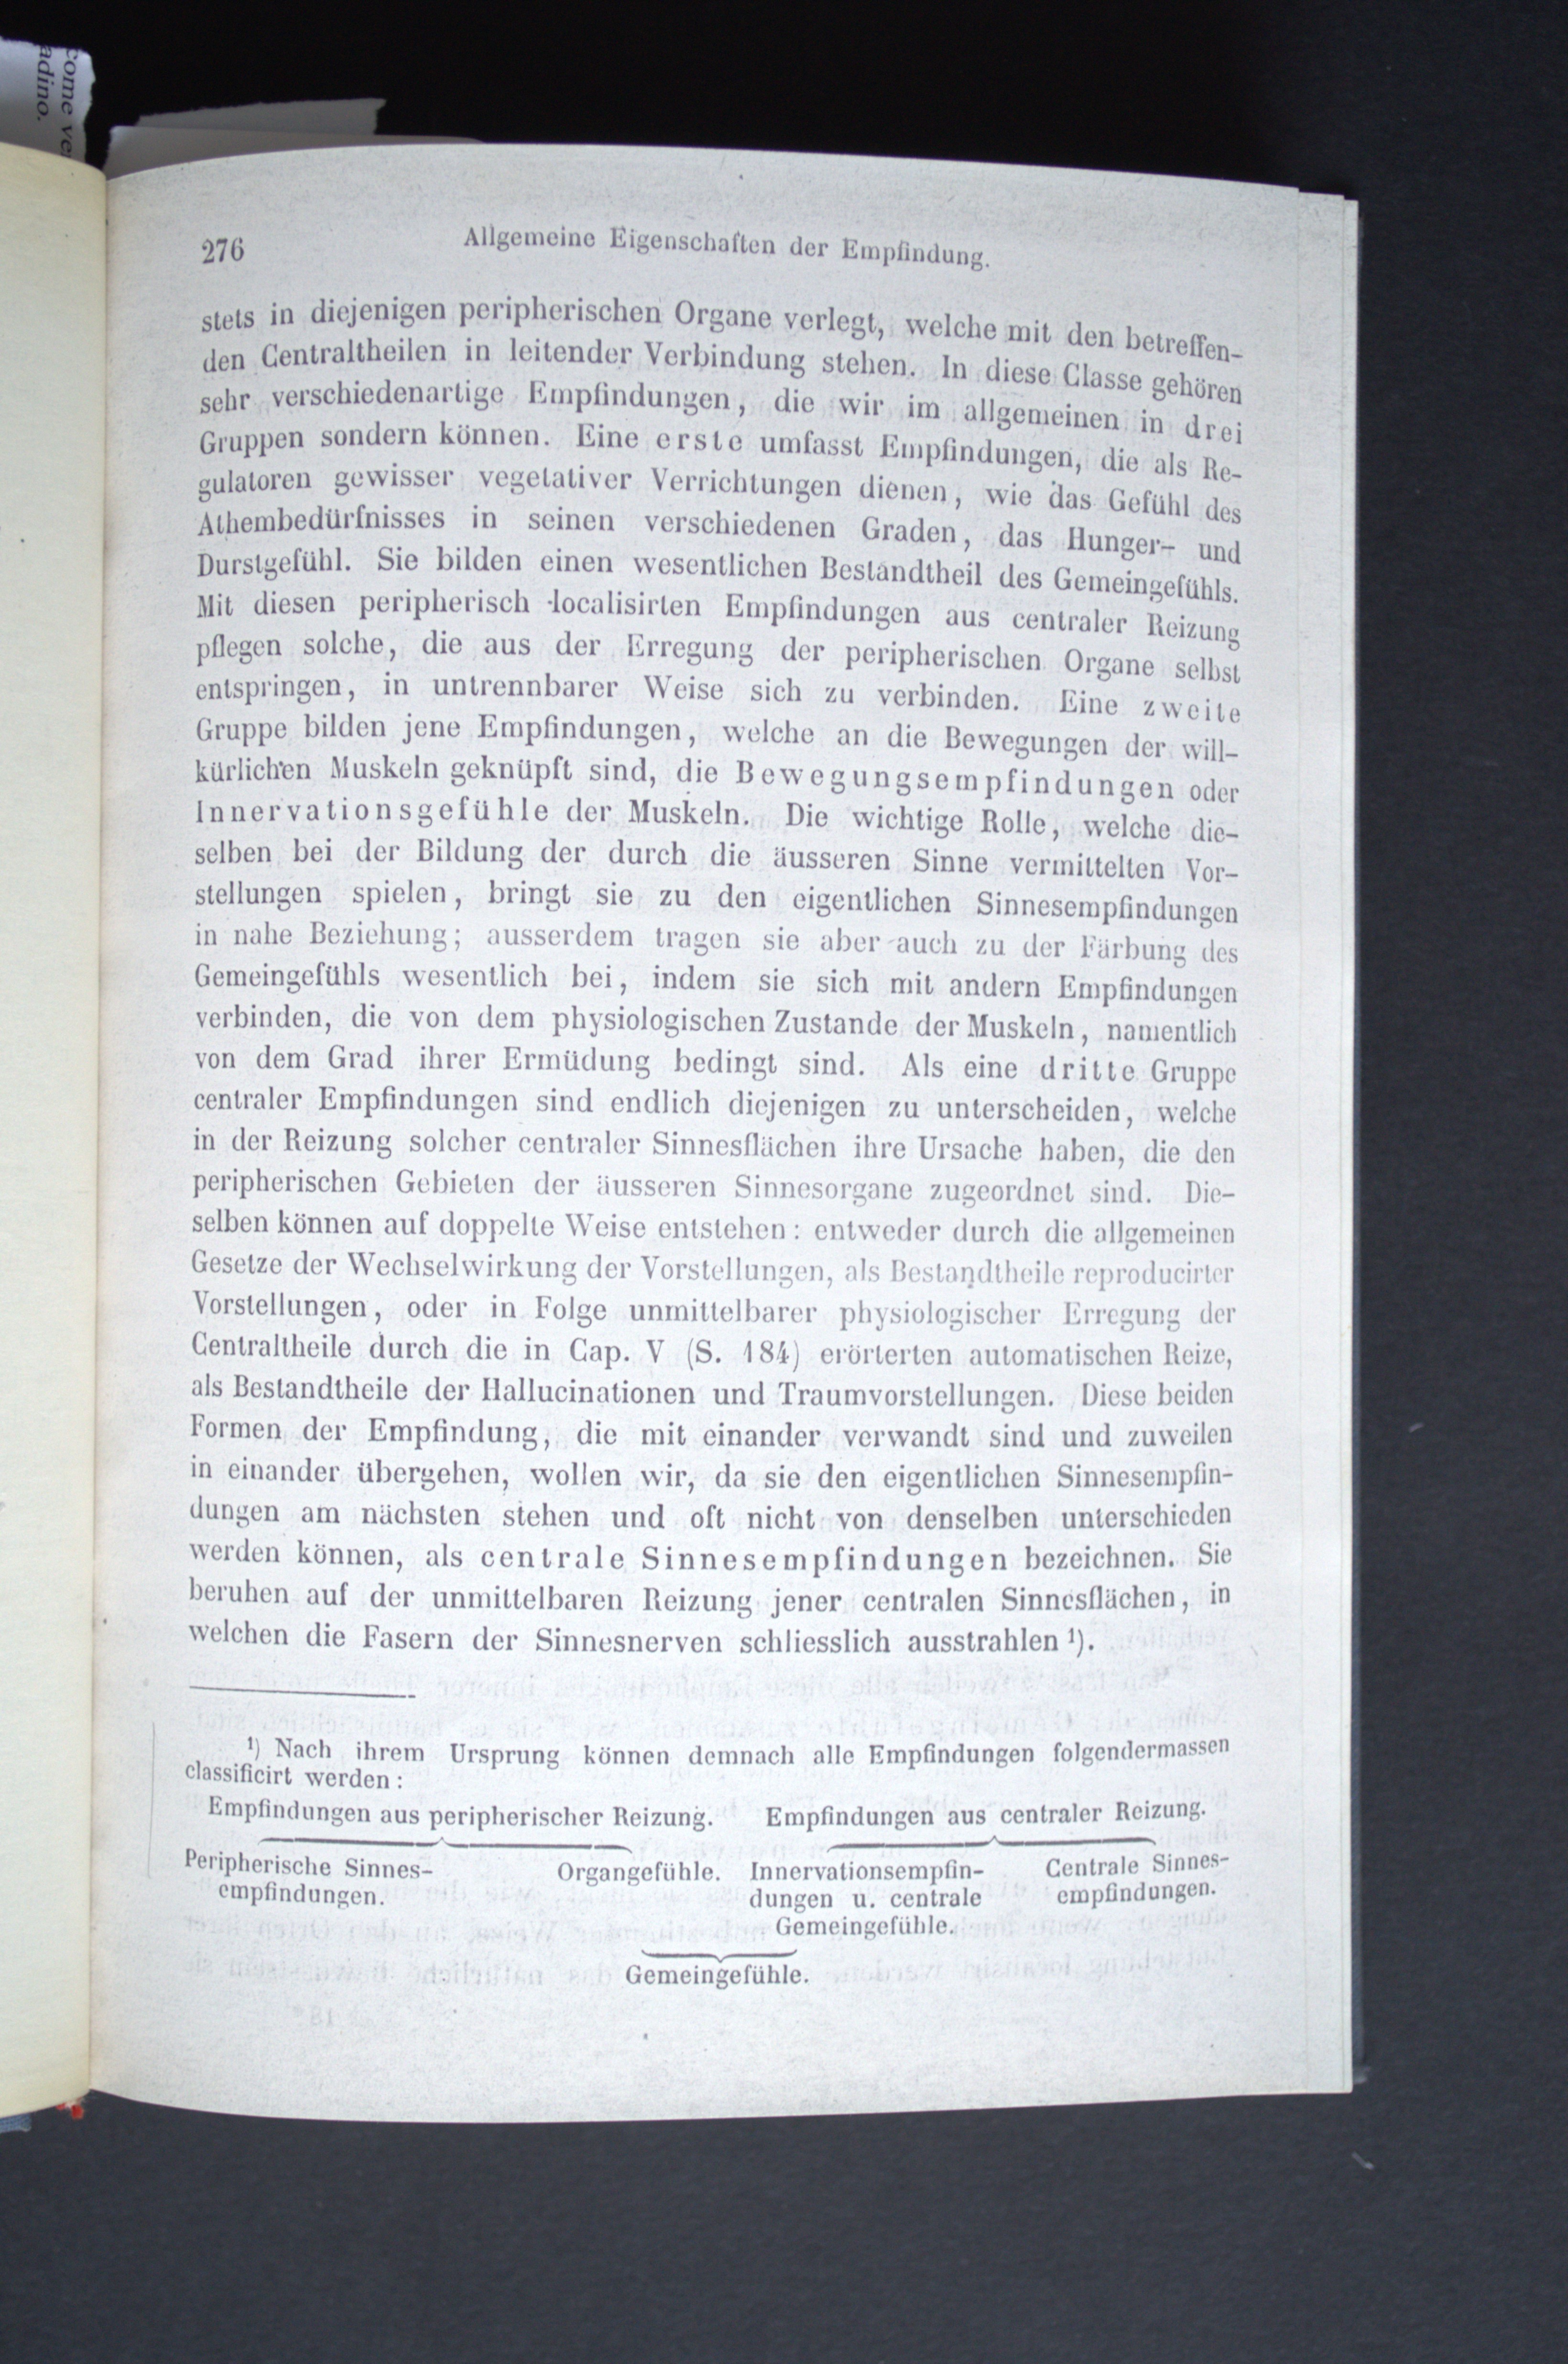 come ve
adino.
276 Allgemeine Eigenschaften der Empfindung.
stets in diejenigen peripherischen Organe verlegt, welche mit den betreffen-
den Centraltheilen in leitender Verbindung stehen. In diese Classe gehören
sehr verschiedenartige Empfindungen, die wir im allgemeinen in drei
Gruppen sondern können. Eine erste umfasst Empfindungen, die als Re-
gulatoren gewisser vegetativer Verrichtungen dienen, wie das Gefühl des
Athembedürfnisses in seinen verschiedenen Graden, das Hunger- und
Durstgefühl. Sie bilden einen wesentlichen Bestandtheil des Gemeingefühls.
Mit diesen peripherisch localisirten Empfindungen aus centraler Reizung
pflegen solche, die aus der Erregung der peripherischen Organe selbst
entspringen, in untrennbarer Weise sich zu verbinden. Eine zweite
Gruppe bilden jene Empfindungen, welche an die Bewegungen der will-
kürlichen Muskeln geknüpft sind, die Bewegungsempfindungen oder
Innervationsgefühle der Muskeln. Die wichtige Rolle, welche die-
selben bei der Bildung der durch die äusseren Sinne vermittelten Vor-
stellungen spielen, bringt sie zu den eigentlichen Sinnesempfindungen
in nahe Beziehung; ausserdem tragen sie aber auch zu der Färbung des
Gemeingefühls wesentlich bei, indem sie sich mit andern Empfindungen
verbinden, die von dem physiologischen Zustande der Muskeln, namentlich
von dem Grad ihrer Ermüdung bedingt sind. Als eine dritte Gruppe
centraler Empfindungen sind endlich diejenigen zu unterscheiden, welche
in der Reizung solcher centraler Sinnesflächen ihre Ursache haben, die den
peripherischen Gebieten der äusseren Sinnesorgane zugeordnet sind. Die-
selben können auf doppelte Weise entstehen: entweder durch die allgemeinen
Gesetze der Wechselwirkung der Vorstellungen, als Bestandtheile reproducirter
Vorstellungen, oder in Folge unmittelbarer physiologischer Erregung der
Centraltheile durch die in Cap. V (S. 184) erörterten automatischen Reize,
als Bestandtheile der Hallucinationen und Traumvorstellungen. Diese beiden
Formen der Empfindung, die mit einander verwandt sind und zuweilen
in einander übergehen, wollen wir, da sie den eigentlichen Sinnesempfin-
dungen am nächsten stehen und oft nicht von denselben unterschieden
werden können, als centrale Sinnesempfindungen bezeichnen. Sie
beruhen auf der unmittelbaren Reizung jener centralen Sinnesflächen, in
welchen die Fasern der Sinnesnerven schliesslich ausstrahlen ¹).
¹) Nach ihrem Ursprung können demnach alle Empfindungen folgendermassen
classificirt werden:
Empfindungen aus peripherischer Reizung. Empfindungen aus centraler Reizung.
Peripherische Sinnes- Organgefühle. Innervationsempfin- Centrale Sinnes-
empfindungen. dungen u. centrale empfindungen.
Gemeingefühle.
Gemeingefühle.